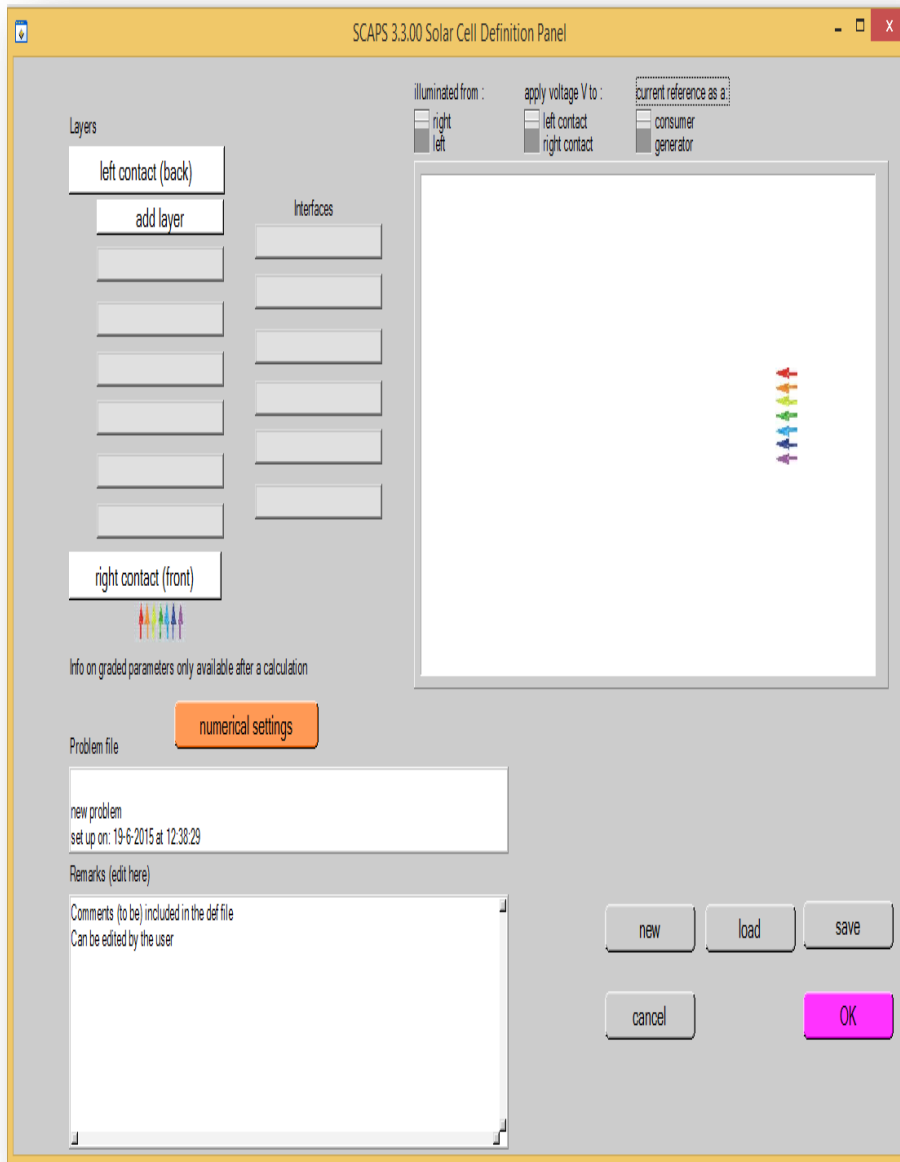 SCAPS 3.3.00 Solar Cell Definition Panel
illuminated from :
right
left
apply voltage V to :
left contact
right contact
current reference as a:
consumer
generator
Layers
left contact (back)
add layer
Interfaces
right contact (front)
Info on graded parameters only available after a calculation
numerical settings
Problem file
new problem
set up on: 19-6-2015 at 12:38:29
Remarks (edit here)
Comments (to be) included in the def file
Can be edited by the user
new
load
save
cancel
OK